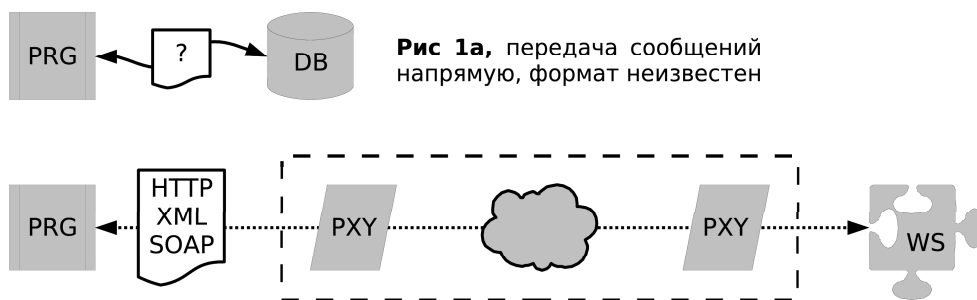 PRG
?
DB
Рис 1а, передача сообщений
напрямую, формат неизвестен
PRG
HTTP
XML
SOAP
PXY
PXY
WS